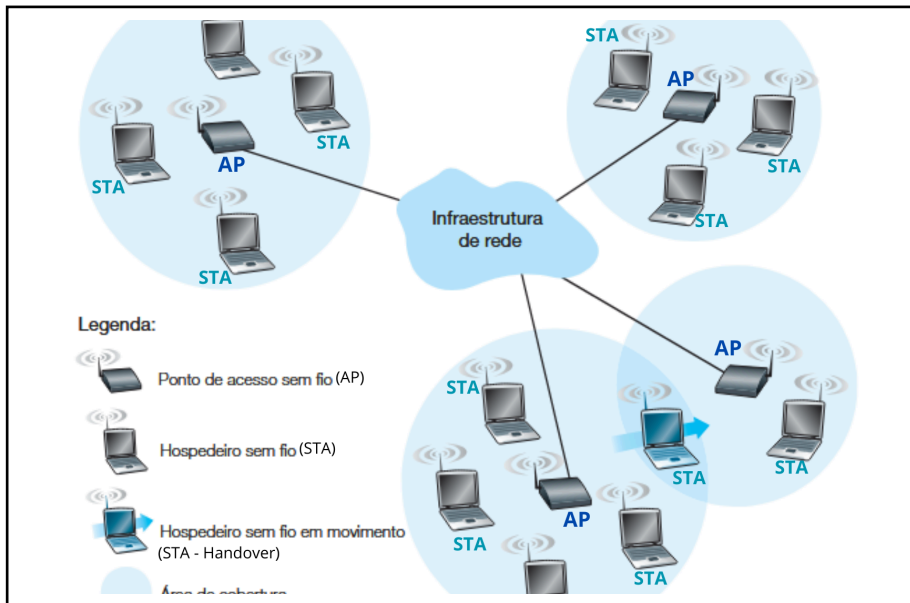 STA
AP
STA
STA
AP
STA
STA
STA
STA
Infraestrutura
de rede
Legenda:
Ponto de acesso sem fio (AP)
Hospedeiro sem fio (STA)
Hospedeiro sem fio em movimento
(STA - Handover)
AP
STA
STA
STA
AP
STA
STA
STA